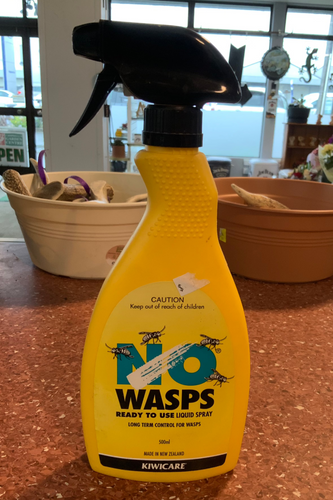 OPEN
CAUTION
Keep out of reach of children
NO
WASPS
READY TO USE LIQUID SPRAY
LONG TERM CONTROL FOR WASPS
500ml
MADE IN NEW ZEALAND
KIWICARE